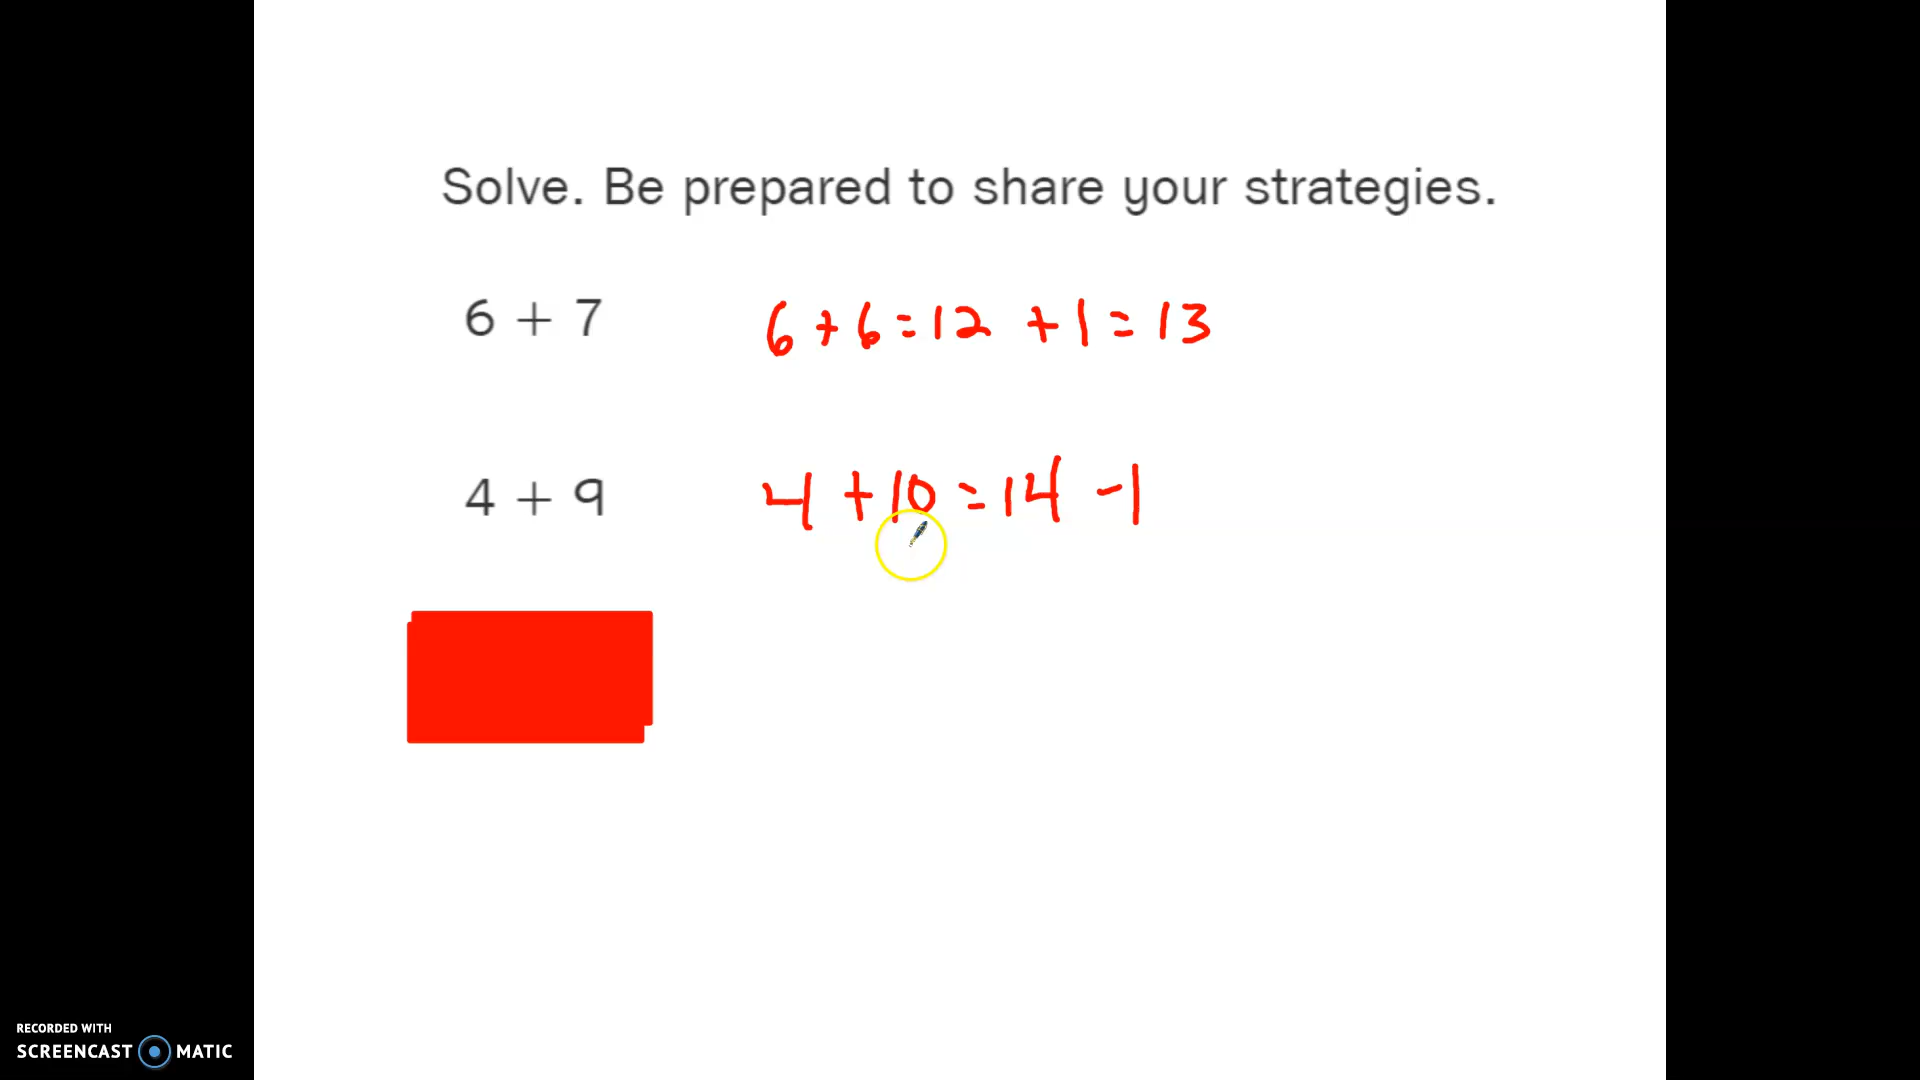 Solve. Be prepared to share your strategies.
6 + 7 6 + 6 = 12 + 1 = 13
4 + 9 4 + 10 = 14 - 1
RECORDED WITH
SCREENCAST MATIC